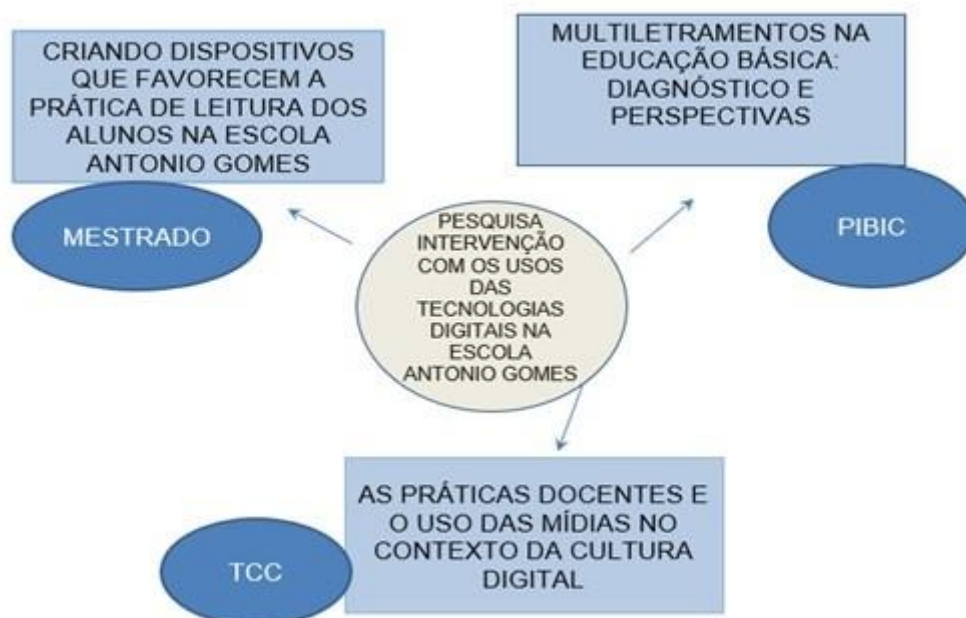 CRIANDO DISPOSITIVOS
QUE FAVORECEM A
PRÁTICA DE LEITURA DOS
ALUNOS NA ESCOLA
ANTONIO GOMES
MESTRADO
MULTILETRAMENTOS NA
EDUCAÇÃO BÁSICA:
DIAGNÓSTICO E
PERSPECTIVAS
PIBIC
PESQUISA
INTERVENÇÃO
COM OS USOS
DAS
TECNOLOGIAS
DIGITAIS NA
ESCOLA
ANTONIO GOMES
AS PRÁTICAS DOCENTES E
O USO DAS MÍDIAS NO
CONTEXTO DA CULTURA
DIGITAL
TCC